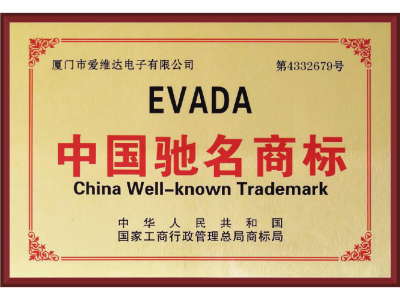 厦门市爱维达电子有限公司 第4332679号
EVADA
中国驰名商标
China Well-known Trademark
中华人民共和国
国家工商行政管理总局商标局